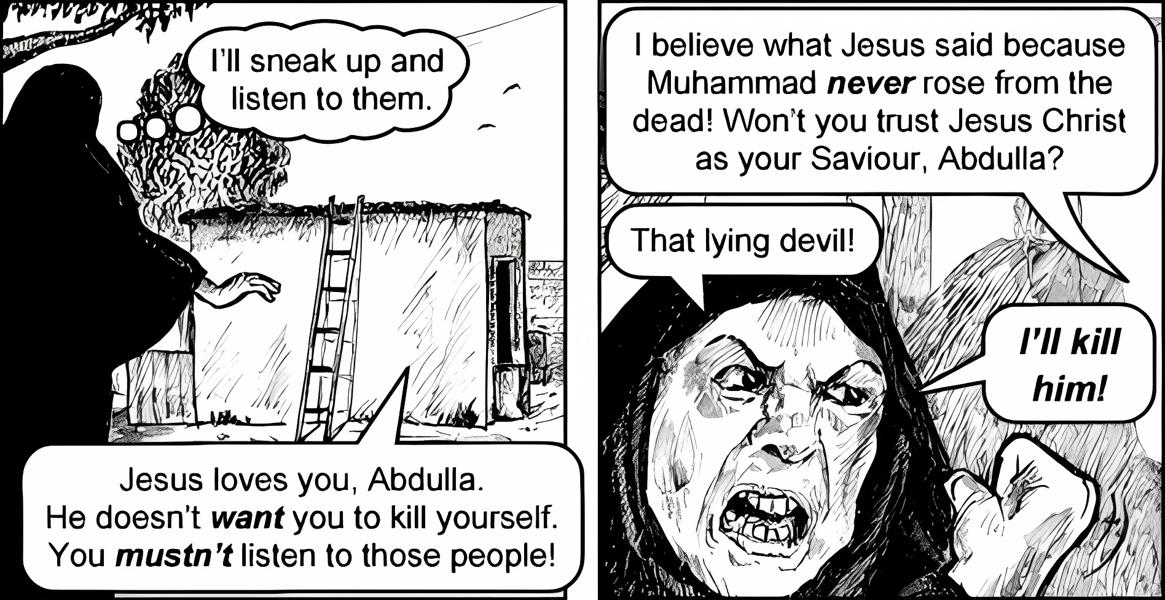 I'll sneak up and
listen to them.
Jesus loves you, Abdulla.
He doesn't want you to kill yourself.
You mustn't listen to those people!
I believe what Jesus said because
Muhammad never rose from the
dead! Won't you trust Jesus Christ
as your Saviour, Abdulla?
That lying devil!
I'll kill
him!